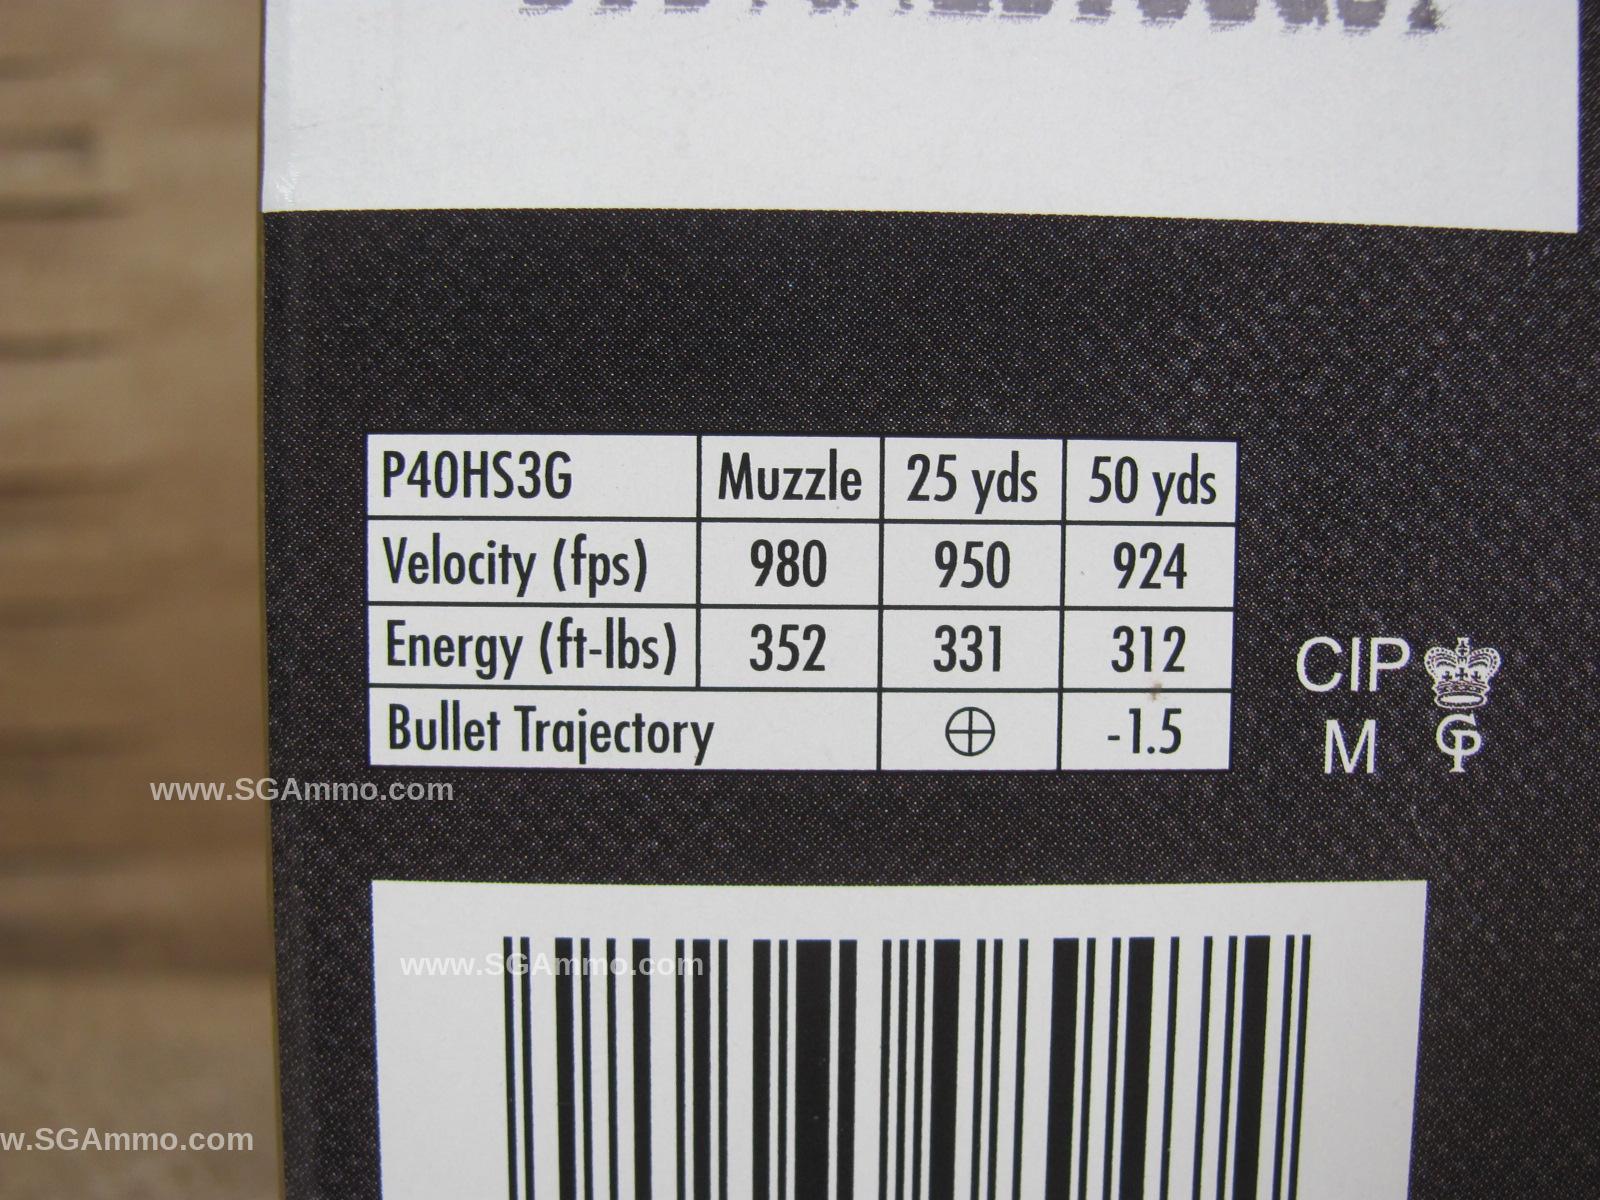 P40HS3G Muzzle 25 yds 50 yds
Velocity (fps) 980 950 924
Energy (ft-lbs) 352 331 312
Bullet Trajectory ⊕ -1.5
CIP
M GP
www.SGAmmo.com
www.SGAmmo.com
w.SGAmmo.com